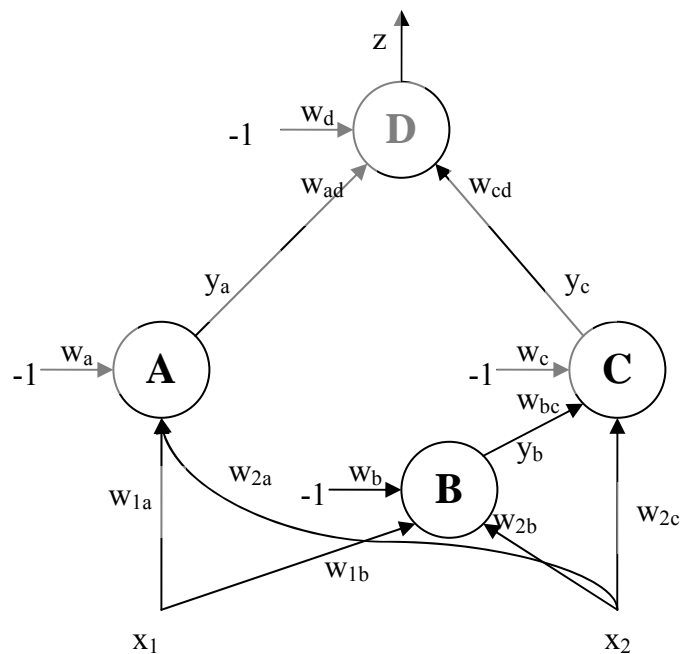 z
w_d
-1
D
w_ad
w_cd
y_a
y_c
w_a
-1
A
w_c
-1
C
w_bc
y_b
w_2a
w_b
-1
B
w_1a
w_2b
w_2c
w_1b
x_1
x_2